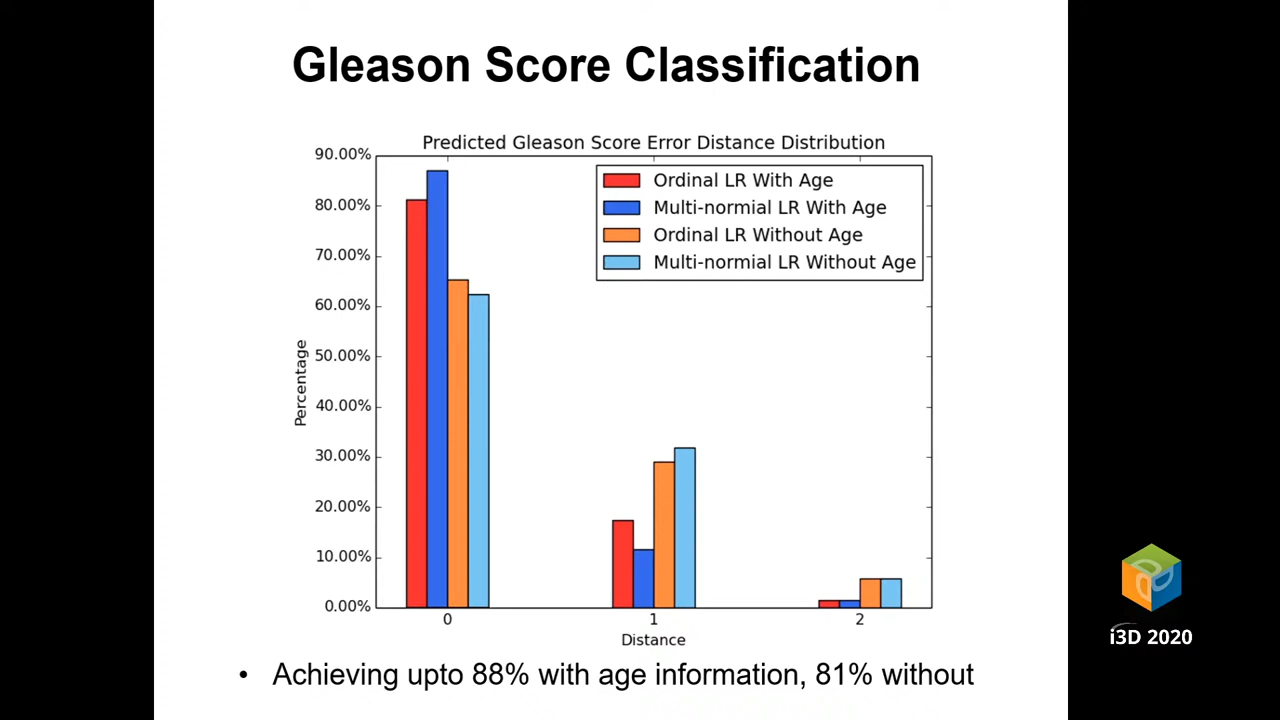 Gleason Score Classification
Predicted Gleason Score Error Distance Distribution
90.00%
80.00%
70.00%
60.00%
50.00%
40.00%
30.00%
20.00%
10.00%
0.00%
Percentage
Ordinal LR With Age
Multi-normial LR With Age
Ordinal LR Without Age
Multi-normial LR Without Age
0 1 2
Distance
• Achieving upto 88% with age information, 81% without
i3D 2020